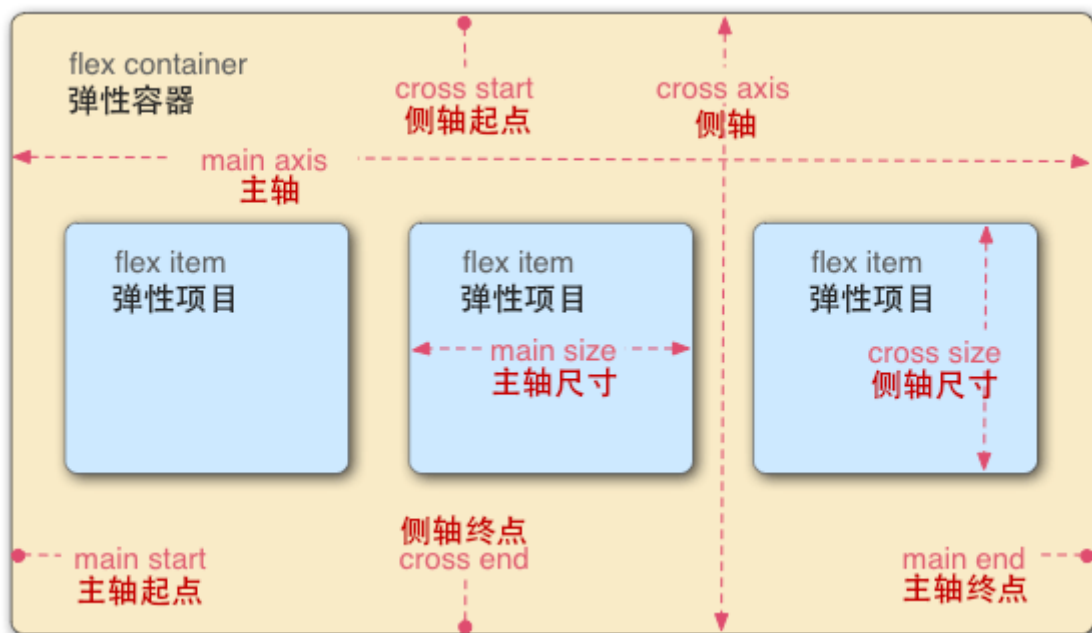 flex container
弹性容器
cross start
侧轴起点
cross axis
侧轴
main axis
主轴
flex item
弹性项目
flex item
弹性项目
main size
主轴尺寸
flex item
弹性项目
cross size
侧轴尺寸
main start
主轴起点
侧轴终点
cross end
main end
主轴终点